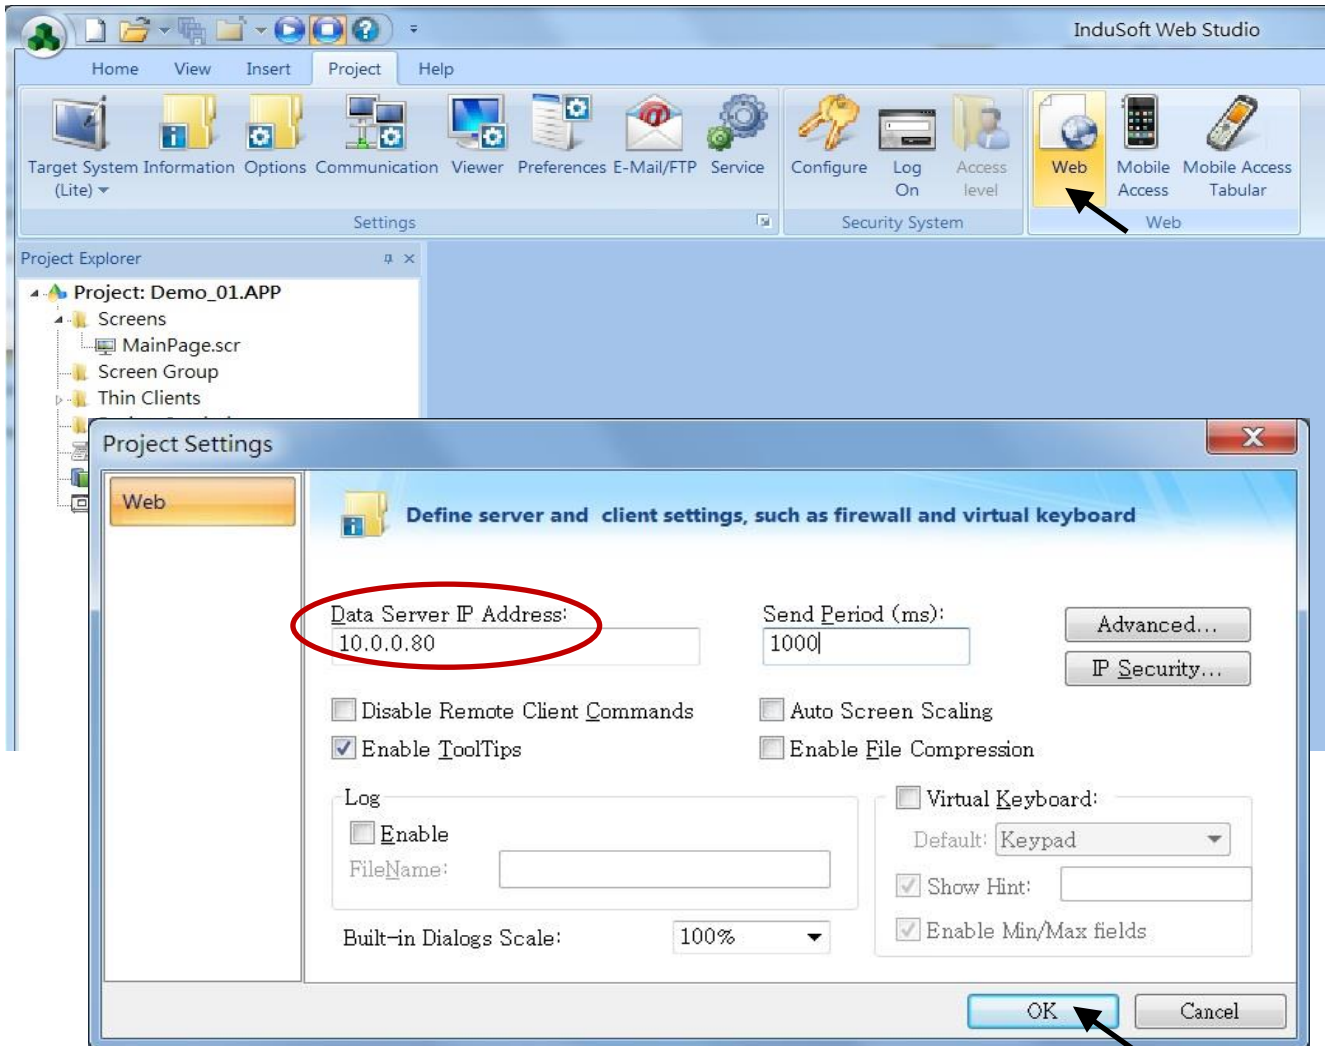 InduSoft Web Studio
Home View Insert Project Help
Target System (Lite)
Information
Options
Communication
Viewer
Preferences
E-Mail/FTP
Service
Configure
Log On
Access level
Web
Mobile Access
Mobile Access Tabular
Settings
Security System
Web
Project Explorer
Project: Demo_01.APP
Screens
MainPage.scr
Screen Group
Thin Clients
Project Settings
Web
Define server and client settings, such as firewall and virtual keyboard
Data Server IP Address:
10.0.0.80
Send Period (ms):
1000
Advanced...
IP Security...
Disable Remote Client Commands
Auto Screen Scaling
Enable ToolTips
Enable File Compression
Log
Enable
FileName:
Virtual Keyboard:
Default: Keypad
Show Hint:
Enable Min/Max fields
Built-in Dialogs Scale: 100%
OK
Cancel